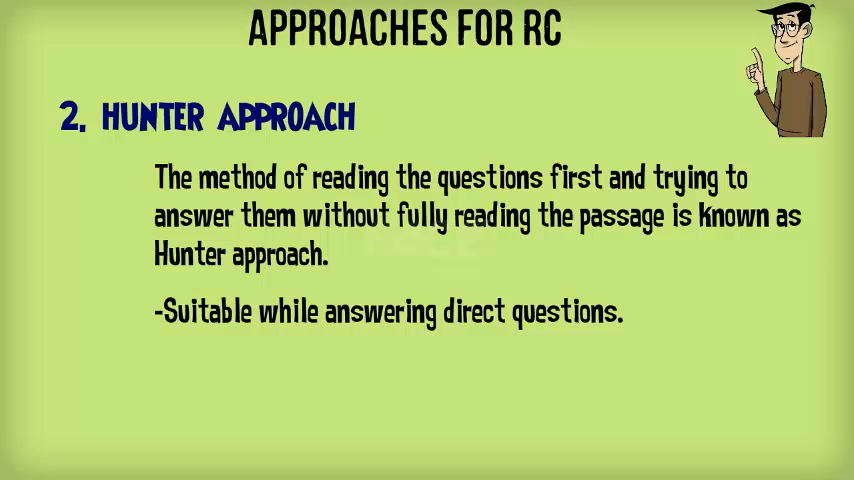 APPROACHES FOR RC
2. HUNTER APPROACH
The method of reading the questions first and trying to
answer them without fully reading the passage is known as
Hunter approach.
-Suitable while answering direct questions.